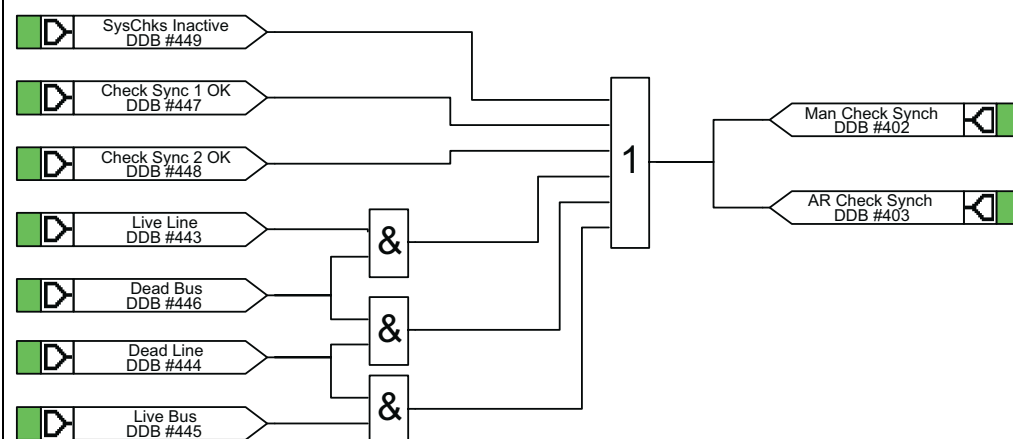 SysChks Inactive
DDB #449
Check Sync 1 OK
DDB #447
Check Sync 2 OK
DDB #448
Live Line
DDB #443
Dead Bus
DDB #446
Dead Line
DDB #444
Live Bus
DDB #445
&
&
&
1
Man Check Synch
DDB #402
AR Check Synch
DDB #403